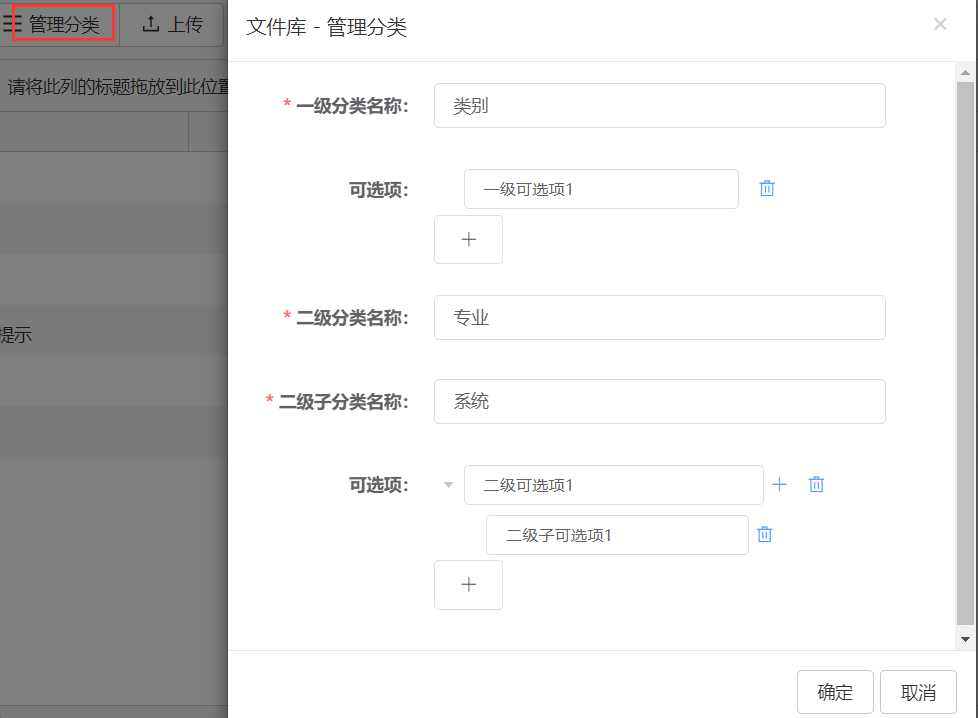 管理分类 上传
请将此列的标题拖放到此位置
提示
文件库 - 管理分类
* 一级分类名称: 类别
可选项: 一级可选项1
* 二级分类名称: 专业
* 二级子分类名称: 系统
可选项: 二级可选项1
二级子可选项1
确定 取消